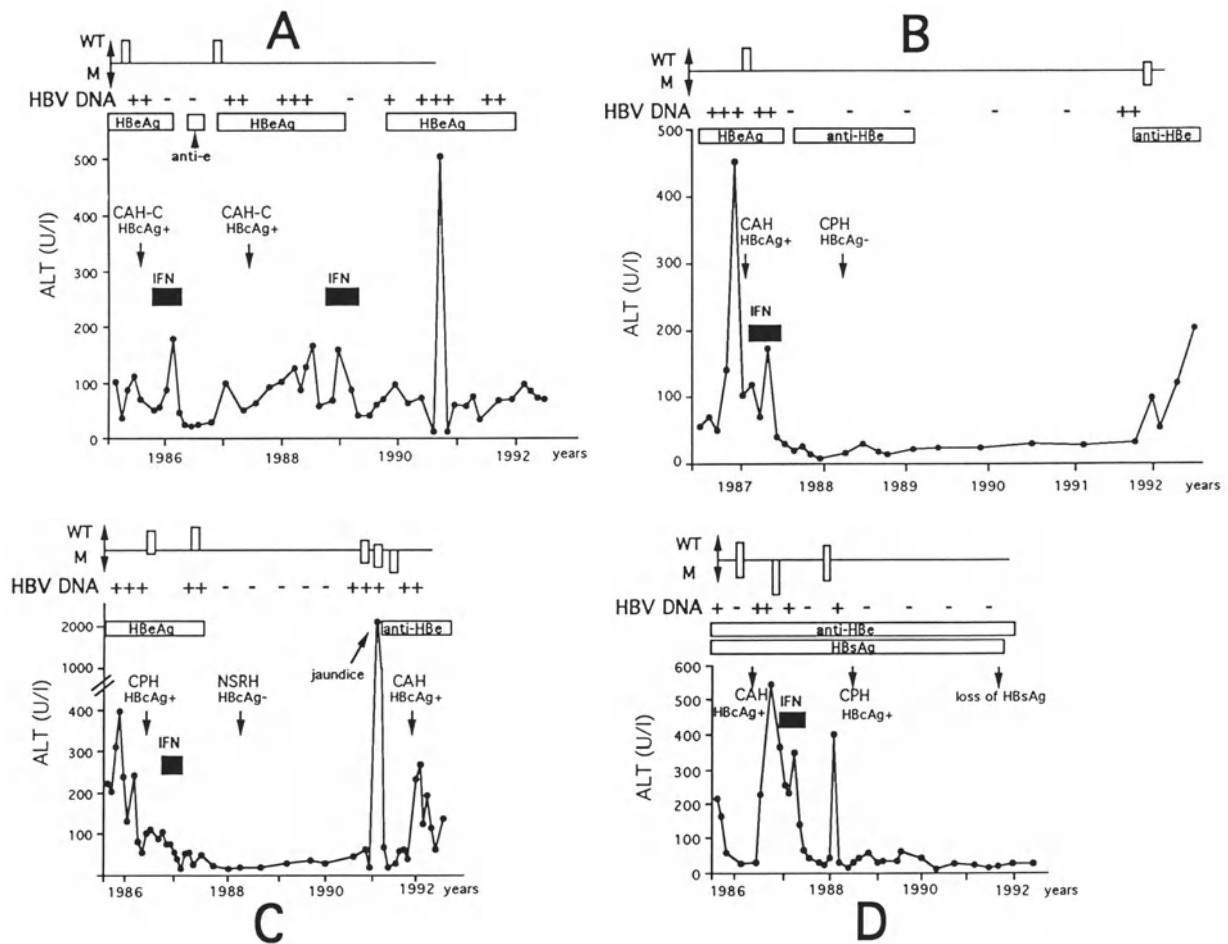 A
WT
M
HBV DNA ++ - - ++ +++ - + +++ ++
HBeAg HBeAg HBeAg
anti-e
500
400
300
200
100
0
ALT (U/I)
CAH-C
HBcAg+
CAH-C
HBcAg+
IFN
IFN
1986 1988 1990 1992 years
B
WT
M
HBV DNA +++ ++ - - - - - ++
HBeAg anti-HBe anti-HBe
500
400
300
200
100
0
ALT (U/I)
CAH
HBcAg+
CPH
HBcAg-
IFN
1987 1988 1989 1990 1991 1992 years
WT
M
HBV DNA +++ ++ - - - - - +++ ++
HBeAg anti-HBe
2000
1000
400
300
200
100
ALT (U/I)
jaundice
CPH
HBcAg+
NSRH
HBcAg-
CAH
HBcAg+
IFN
1986 1988 1990 1992 years
C
WT
M
HBV DNA + - ++ + + - - - -
anti-HBe
HBsAg
600
500
400
300
200
100
0
ALT (U/I)
CAH
HBcAg+
IFN
CPH
HBcAg+
loss of HBsAg
1986 1988 1990 1992 years
D